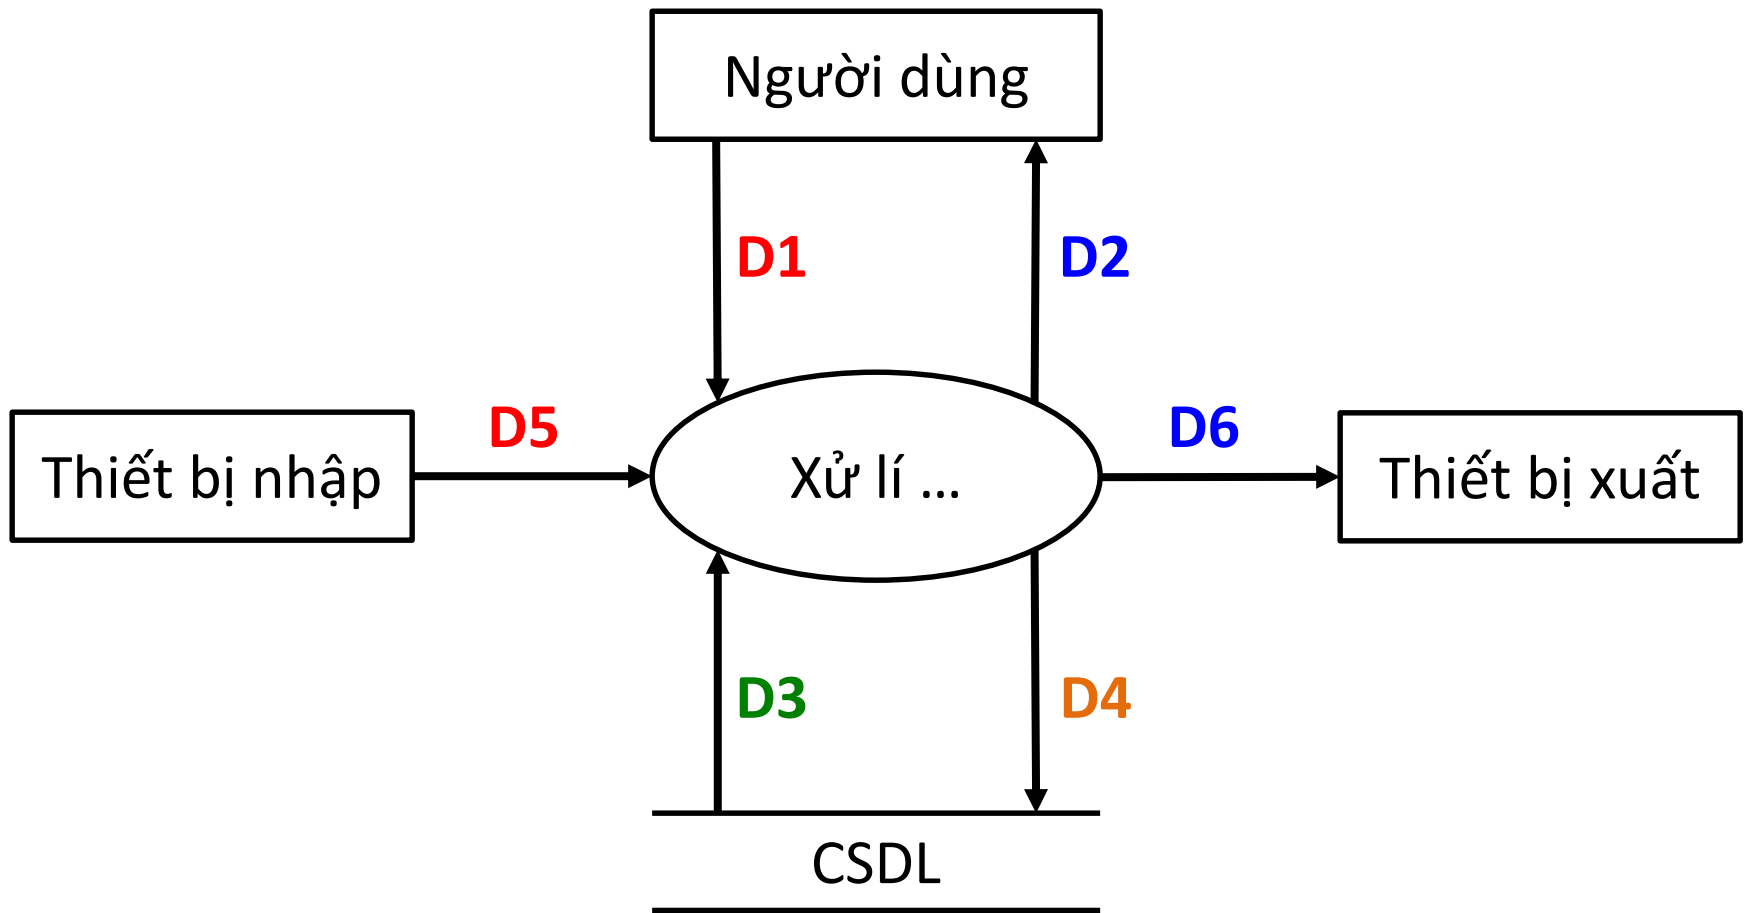 Người dùng
D1
D2
Thiết bị nhập
D5
Xử lí ...
D6
Thiết bị xuất
D3
D4
CSDL